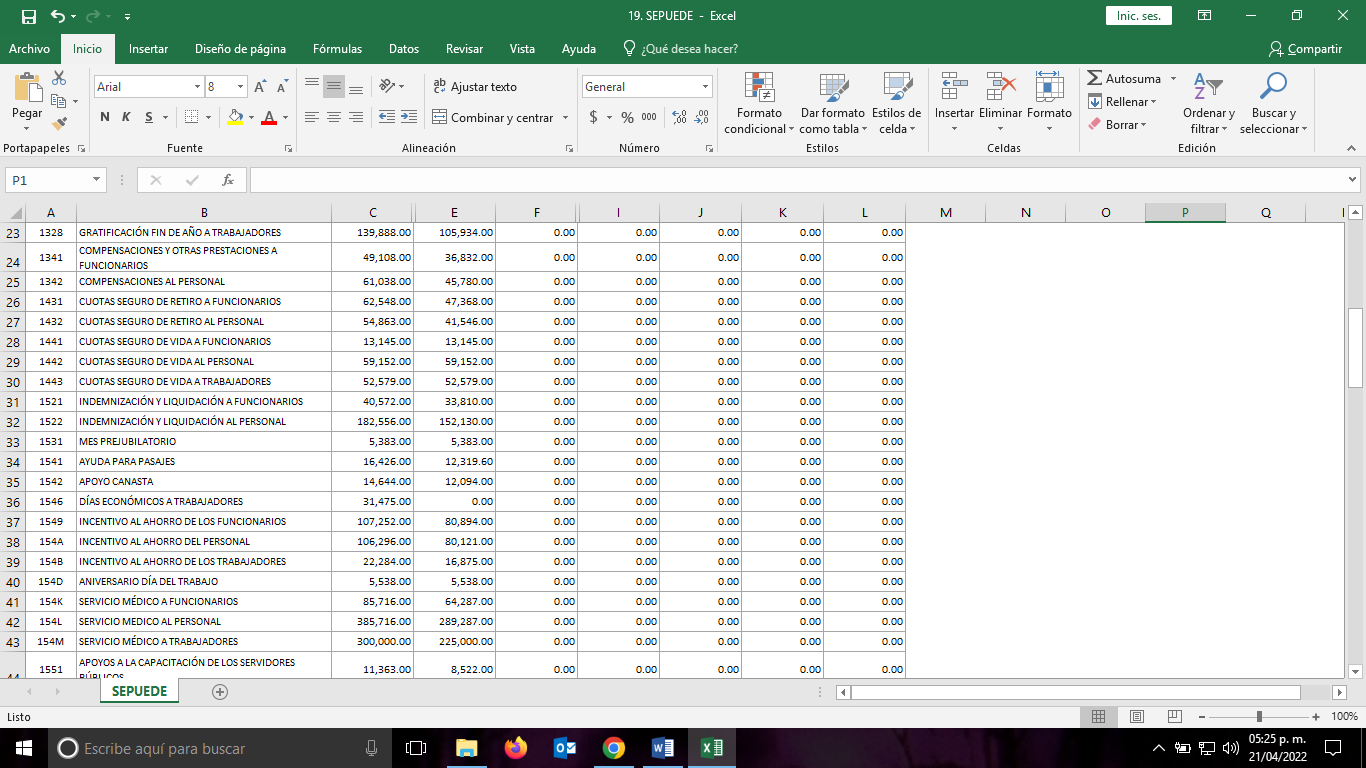 19. SEPUEDE - Excel
Inic. ses.
Archivo Inicio Insertar Diseño de página Fórmulas Datos Revisar Vista Ayuda ¿Qué desea hacer? Compartir
Pegar
Portapapeles
Arial 8
N K S
Fuente
Ajustar texto
Combinar y centrar
Alineación
General
$ % 000
Número
Formato condicional
Dar formato como tabla
Estilos de celda
Estilos
Insertar Eliminar Formato
Celdas
Autosuma
Rellenar
Borrar
Ordenar y filtrar
Buscar y seleccionar
Edición
P1 fx
A B C E F I J K L M N O P Q
23 1328 GRATIFICACIÓN FIN DE AÑO A TRABAJADORES 139,888.00 105,934.00 0.00 0.00 0.00 0.00 0.00
24 1341 COMPENSACIONES Y OTRAS PRESTACIONES A
FUNCIONARIOS 49,108.00 36,832.00 0.00 0.00 0.00 0.00 0.00
25 1342 COMPENSACIONES AL PERSONAL 61,038.00 45,780.00 0.00 0.00 0.00 0.00 0.00
26 1431 CUOTAS SEGURO DE RETIRO A FUNCIONARIOS 62,548.00 47,368.00 0.00 0.00 0.00 0.00 0.00
27 1432 CUOTAS SEGURO DE RETIRO AL PERSONAL 54,863.00 41,546.00 0.00 0.00 0.00 0.00 0.00
28 1441 CUOTAS SEGURO DE VIDA A FUNCIONARIOS 13,145.00 13,145.00 0.00 0.00 0.00 0.00 0.00
29 1442 CUOTAS SEGURO DE VIDA AL PERSONAL 59,152.00 59,152.00 0.00 0.00 0.00 0.00 0.00
30 1443 CUOTAS SEGURO DE VIDA A TRABAJADORES 52,579.00 52,579.00 0.00 0.00 0.00 0.00 0.00
31 1521 INDEMNIZACIÓN Y LIQUIDACIÓN A FUNCIONARIOS 40,572.00 33,810.00 0.00 0.00 0.00 0.00 0.00
32 1522 INDEMNIZACIÓN Y LIQUIDACIÓN AL PERSONAL 182,556.00 152,130.00 0.00 0.00 0.00 0.00 0.00
33 1531 MES PREJUBILATORIO 5,383.00 5,383.00 0.00 0.00 0.00 0.00 0.00
34 1541 AYUDA PARA PASAJES 16,426.00 12,319.60 0.00 0.00 0.00 0.00 0.00
35 1542 APOYO CANASTA 14,644.00 12,094.00 0.00 0.00 0.00 0.00 0.00
36 1546 DÍAS ECONÓMICOS A TRABAJADORES 31,475.00 0.00 0.00 0.00 0.00 0.00 0.00
37 1549 INCENTIVO AL AHORRO DE LOS FUNCIONARIOS 107,252.00 80,894.00 0.00 0.00 0.00 0.00 0.00
38 154A INCENTIVO AL AHORRO DEL PERSONAL 106,296.00 80,121.00 0.00 0.00 0.00 0.00 0.00
39 154B INCENTIVO AL AHORRO DE LOS TRABAJADORES 22,284.00 16,875.00 0.00 0.00 0.00 0.00 0.00
40 154D ANIVERSARIO DÍA DEL TRABAJO 5,538.00 5,538.00 0.00 0.00 0.00 0.00 0.00
41 154K SERVICIO MÉDICO A FUNCIONARIOS 85,716.00 64,287.00 0.00 0.00 0.00 0.00 0.00
42 154L SERVICIO MEDICO AL PERSONAL 385,716.00 289,287.00 0.00 0.00 0.00 0.00 0.00
43 154M SERVICIO MÉDICO A TRABAJADORES 300,000.00 225,000.00 0.00 0.00 0.00 0.00 0.00
44 1551 APOYOS A LA CAPACITACIÓN DE LOS SERVIDORES
PÚBLICOS 11,363.00 8,522.00 0.00 0.00 0.00 0.00 0.00
SEPUEDE
Listo 100%
Escribe aquí para buscar
05:25 p. m.
21/04/2022